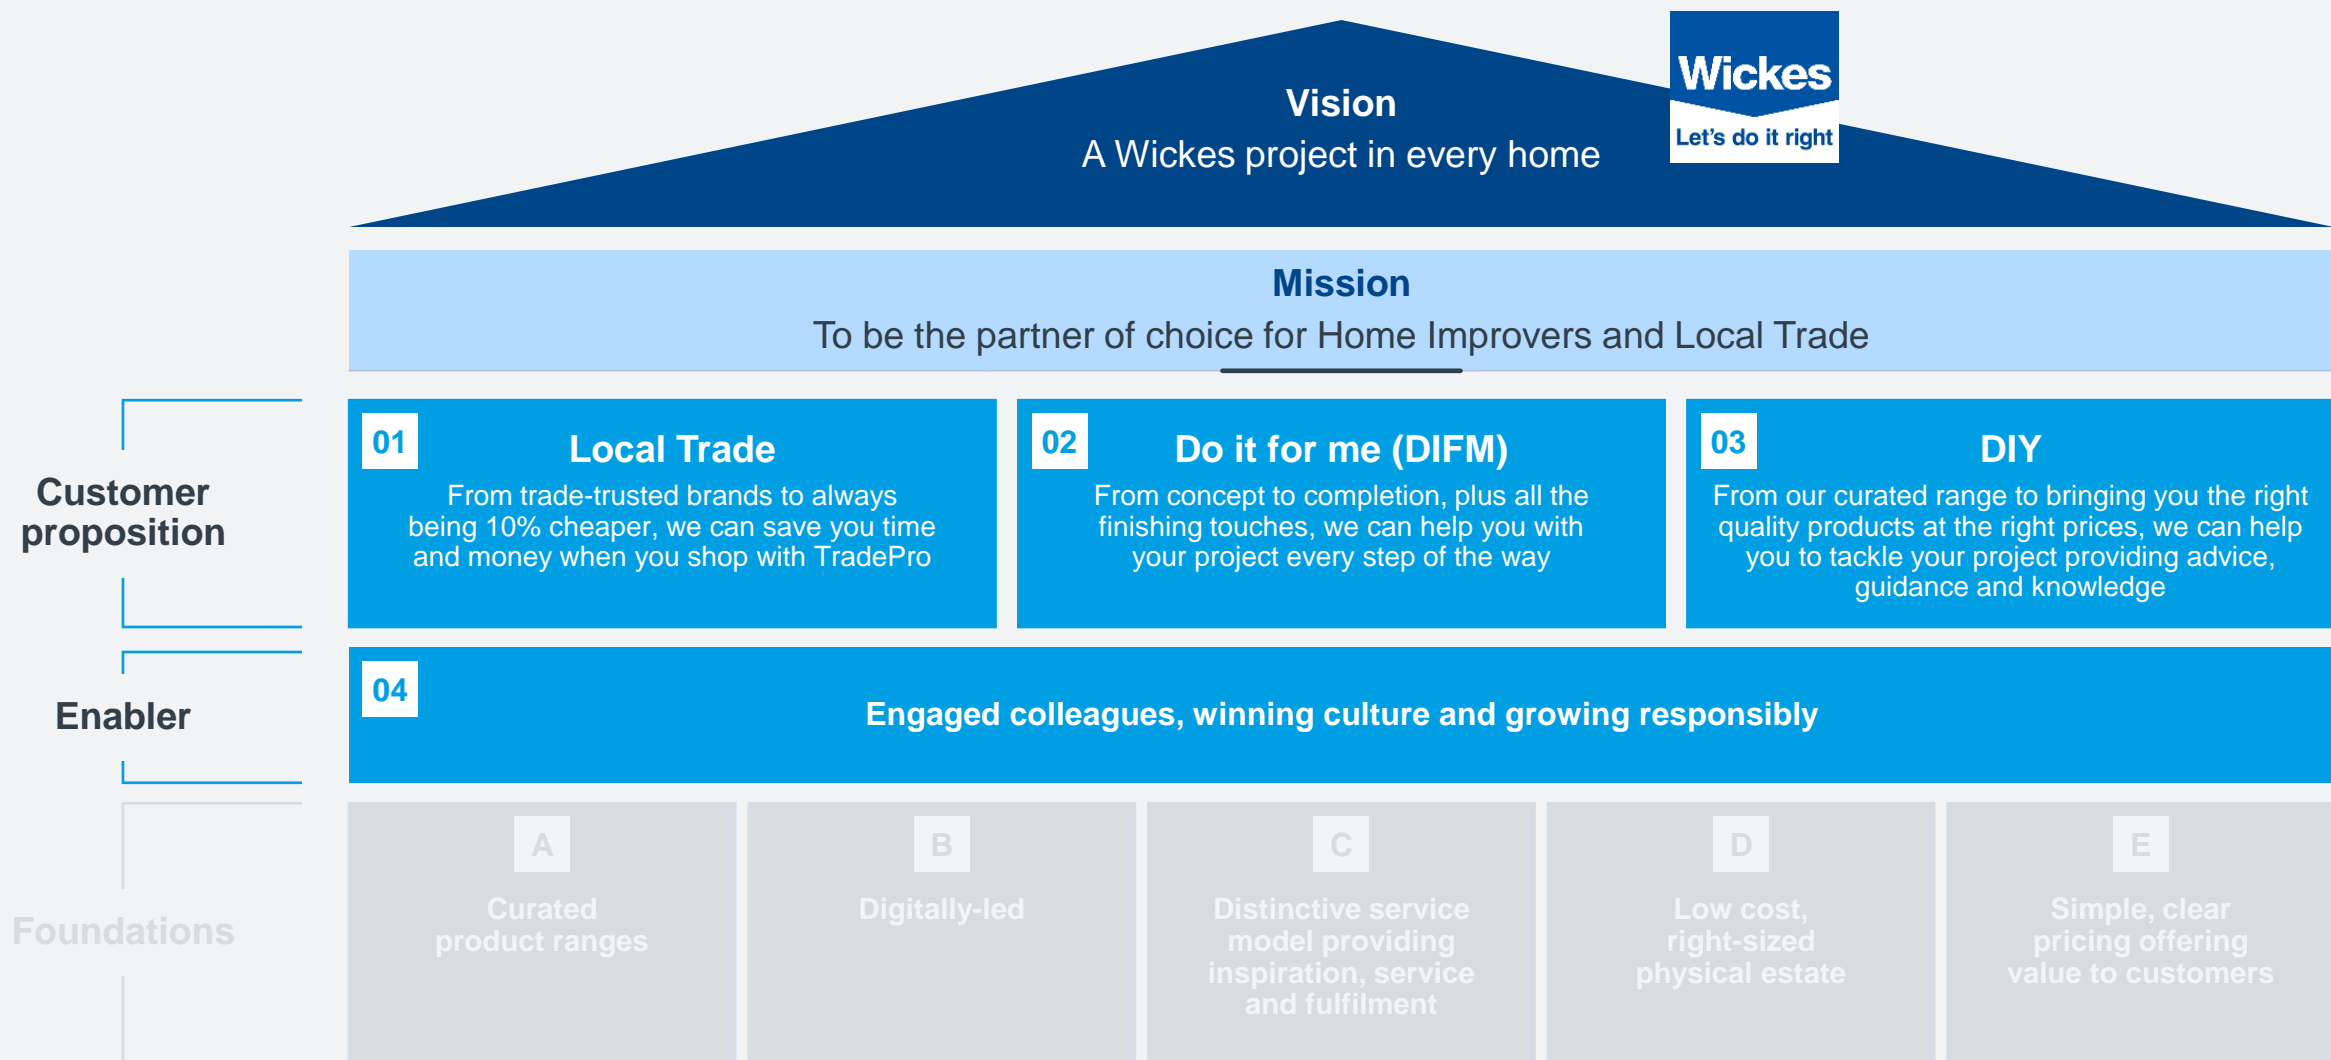 Vision
A Wickes project in every home
Wickes
Let's do it right
Mission
To be the partner of choice for Home Improvers and Local Trade
Customer
proposition
01
Local Trade
From trade-trusted brands to always
being 10% cheaper, we can save you time
and money when you shop with TradePro
02
Do it for me (DIFM)
From concept to completion, plus all the
finishing touches, we can help you with
your project every step of the way
03
DIY
From our curated range to bringing you the right
quality products at the right prices, we can help
you to tackle your project providing advice,
guidance and knowledge
Enabler
04
Engaged colleagues, winning culture and growing responsibly
Foundations
A
Curated
product ranges
B
Digitally-led
C
Distinctive service
model providing
inspiration, service
and fulfilment
D
Low cost,
right-sized
physical estate
E
Simple, clear
pricing offering
value to customers